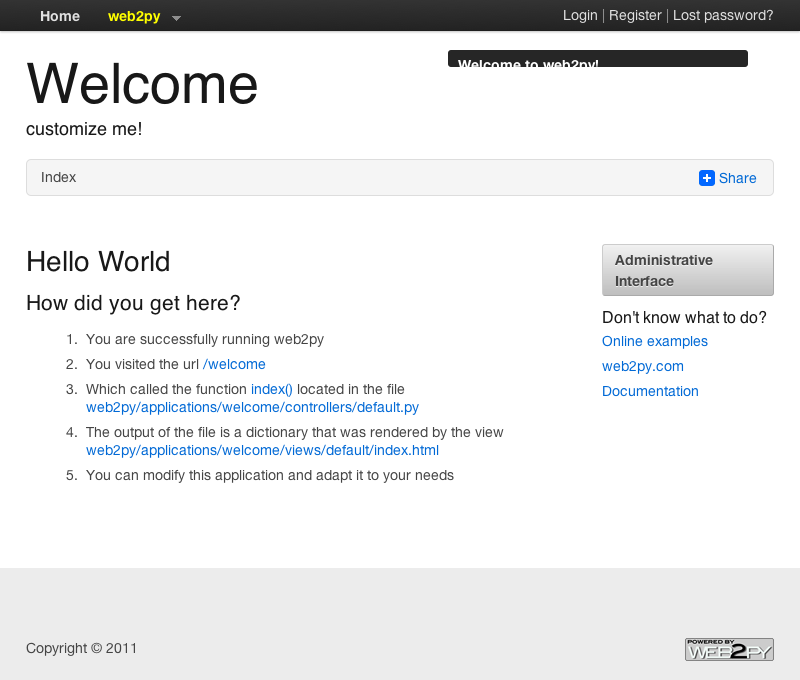 Home web2py Login | Register | Lost password?
Welcome to web2py!
Welcome
customize me!
Index Share
Hello World
How did you get here?
1. You are successfully running web2py
2. You visited the url /welcome
3. Which called the function index() located in the file
web2py/applications/welcome/controllers/default.py
4. The output of the file is a dictionary that was rendered by the view
web2py/applications/welcome/views/default/index.html
5. You can modify this application and adapt it to your needs
Administrative
Interface
Don't know what to do?
Online examples
web2py.com
Documentation
Copyright © 2011
POWERED BY
WEB2PY